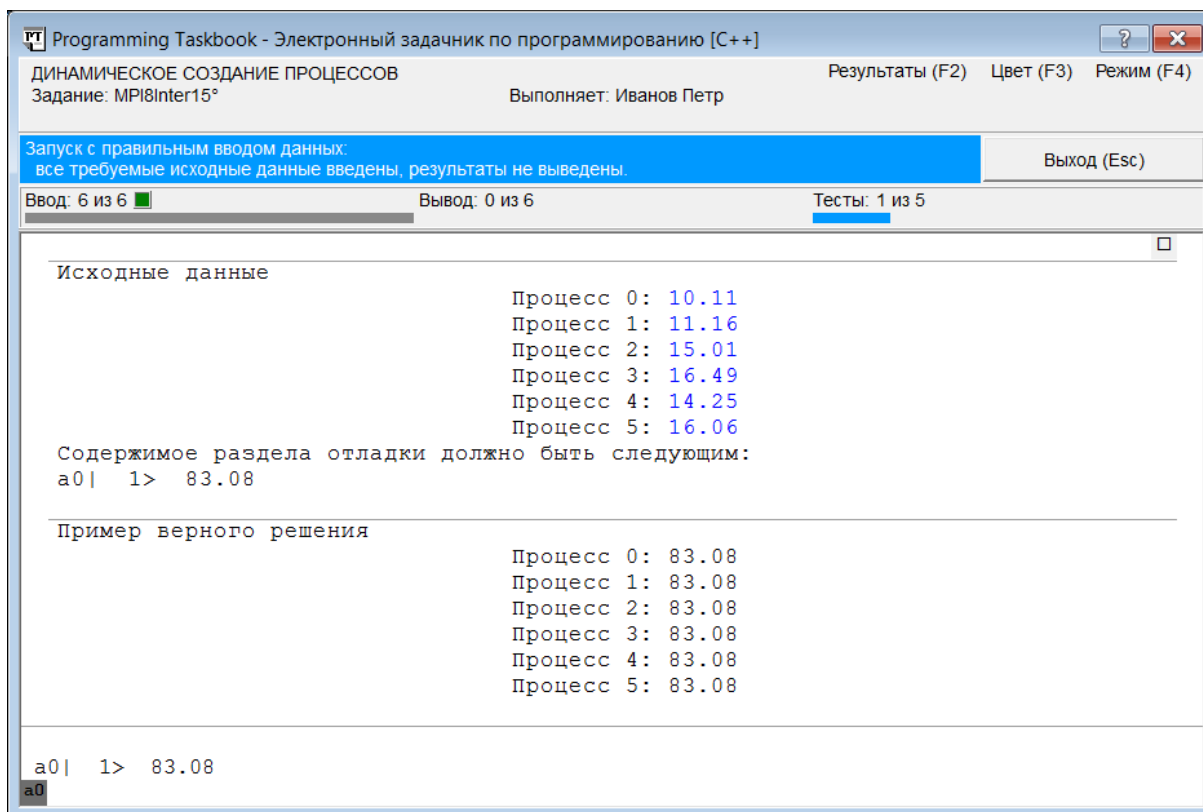 Programming Taskbook - Электронный задачник по программированию [C++]
ДИНАМИЧЕСКОЕ СОЗДАНИЕ ПРОЦЕССОВ Результаты (F2) Цвет (F3) Режим (F4)
Задание: MPI8Inter15° Выполняет: Иванов Петр
Запуск с правильным вводом данных:
все требуемые исходные данные введены, результаты не выведены.
Выход (Esc)
Ввод: 6 из 6 Вывод: 0 из 6 Тесты: 1 из 5
Исходные данные
Процесс 0: 10.11
Процесс 1: 11.16
Процесс 2: 15.01
Процесс 3: 16.49
Процесс 4: 14.25
Процесс 5: 16.06
Содержимое раздела отладки должно быть следующим:
a0| 1> 83.08
Пример верного решения
Процесс 0: 83.08
Процесс 1: 83.08
Процесс 2: 83.08
Процесс 3: 83.08
Процесс 4: 83.08
Процесс 5: 83.08
a0| 1> 83.08
a0